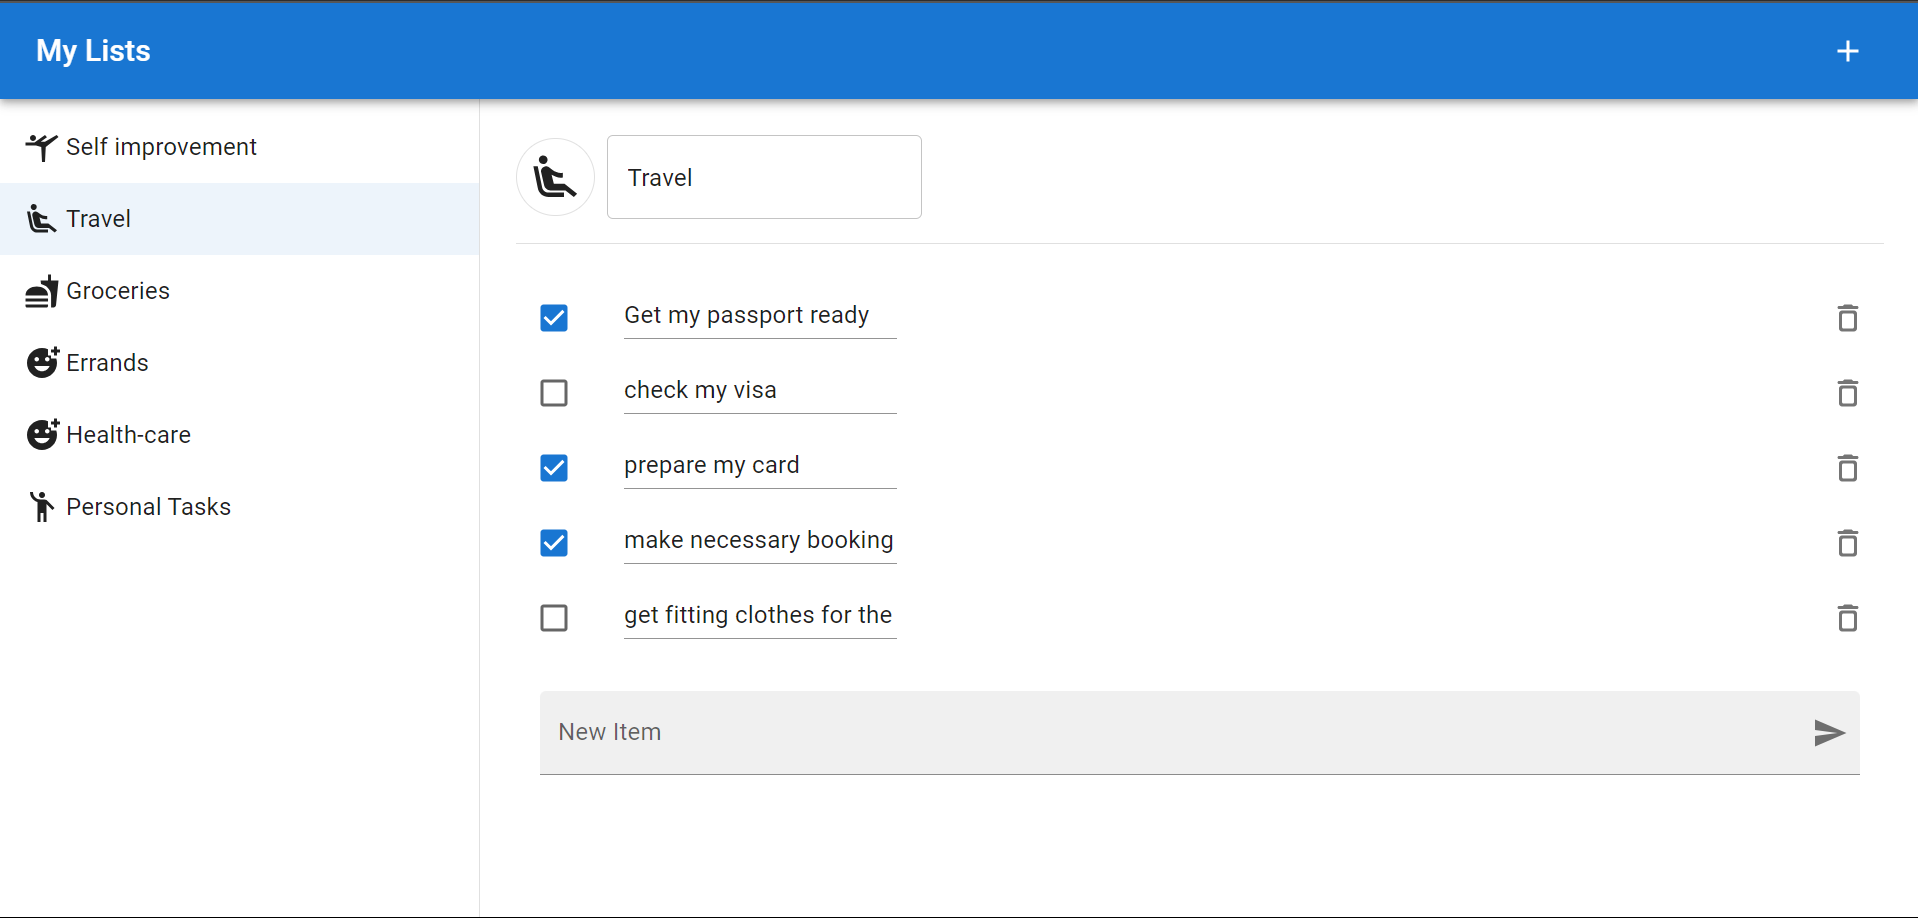 My Lists
Self improvement
Travel
Groceries
Errands
Health-care
Personal Tasks
Travel
Get my passport ready
check my visa
prepare my card
make necessary booking
get fitting clothes for the
New Item